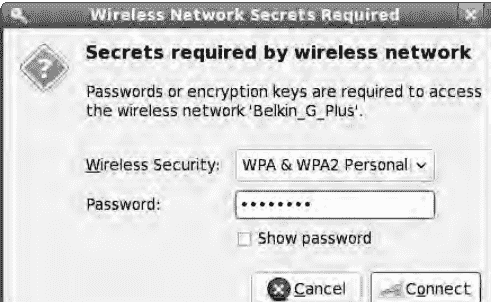 Wireless Network Secrets Required
Secrets required by wireless network
Passwords or encryption keys are required to access
the wireless network 'Belkin_G_Plus'.
Wireless Security: WPA & WPA2 Personal
Password: ••••••••
Show password
Cancel Connect